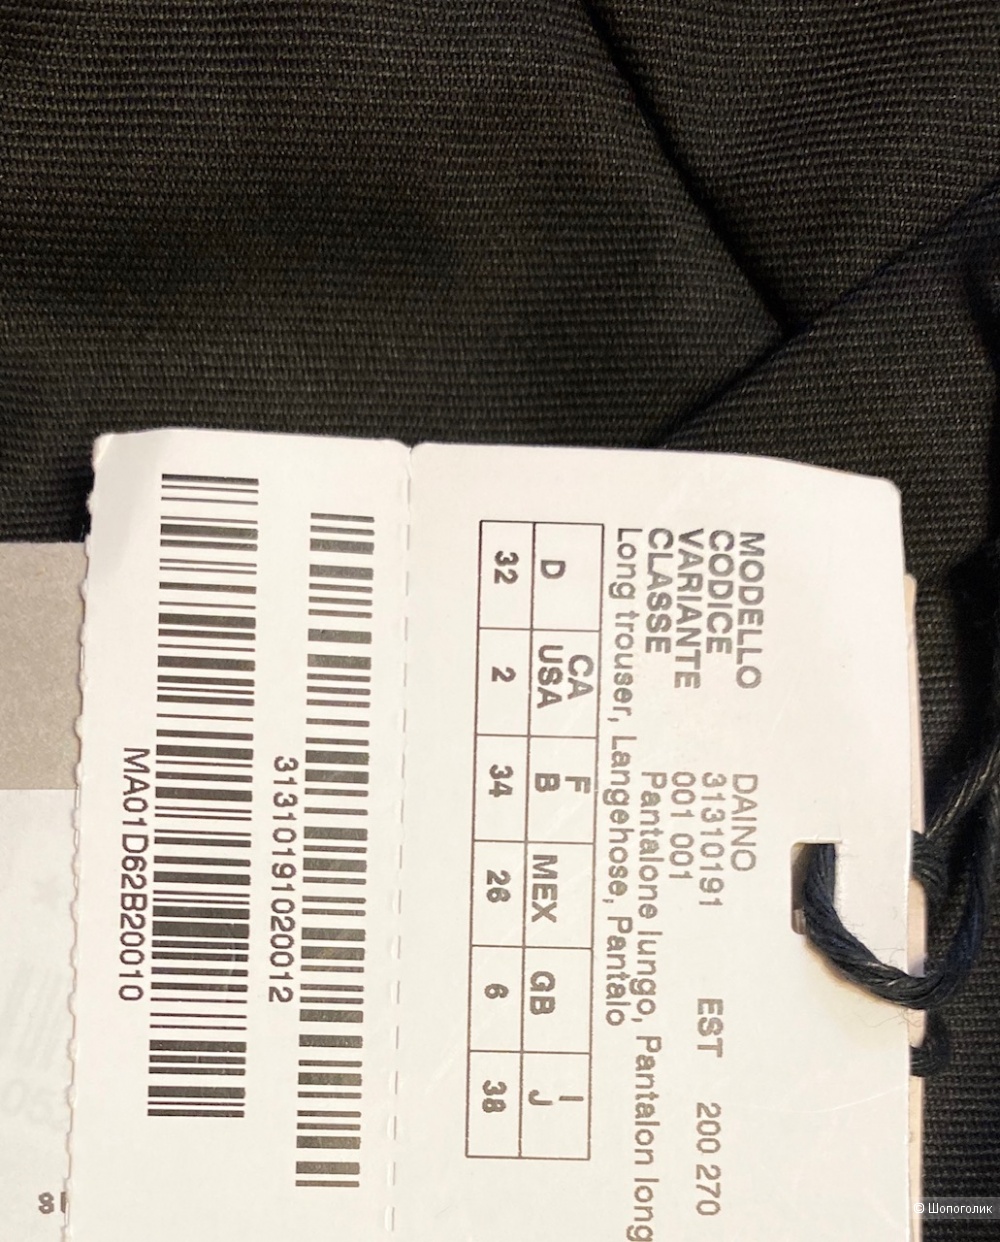 MODELLO DAINO
CODICE 31310191 EST 200 270
VARIANTE 001 001
CLASSE Pantalone lungo, Pantalon long
Long trouser, Langehose, Pantalo
D CA USA F B MEX GB I J
32 2 34 26 6 38
31310191020012
MA01D62B20010
© Шопоголик